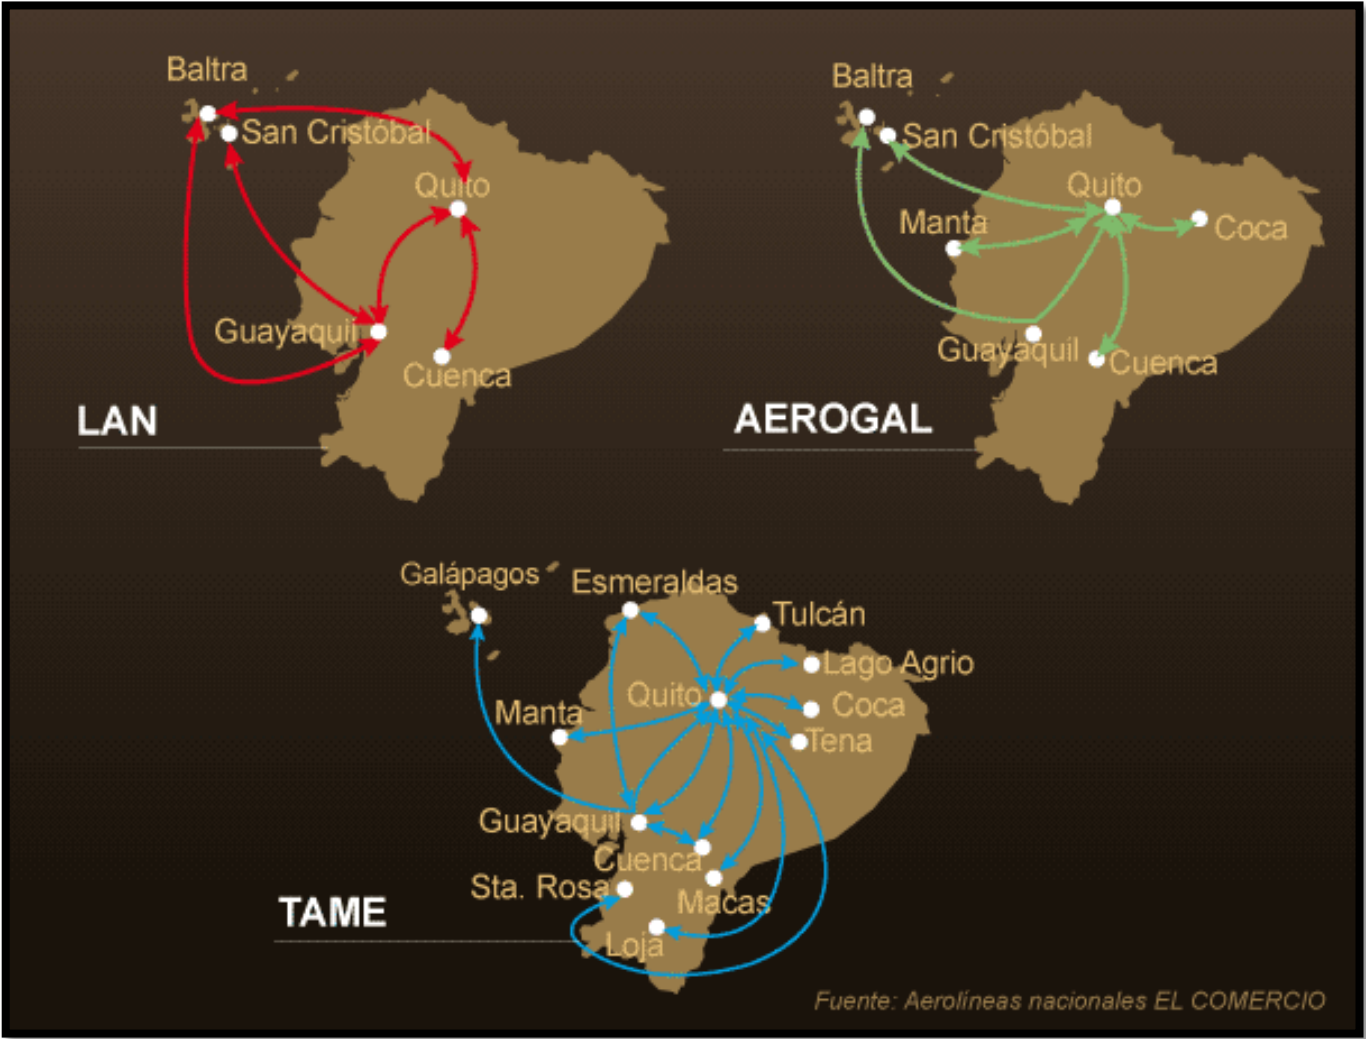 Baltra
San Cristóbal
Quito
Guayaquil
Cuenca
LAN
Baltra
San Cristóbal
Quito
Manta
Coca
Guayaquil
Cuenca
AEROGAL
Galápagos
Esmeraldas
Tulcán
Lago Agrio
Quito
Coca
Manta
Tena
Guayaquil
Cuenca
Sta. Rosa
Macas
TAME
Loja
Fuente: Aerolíneas nacionales EL COMERCIO